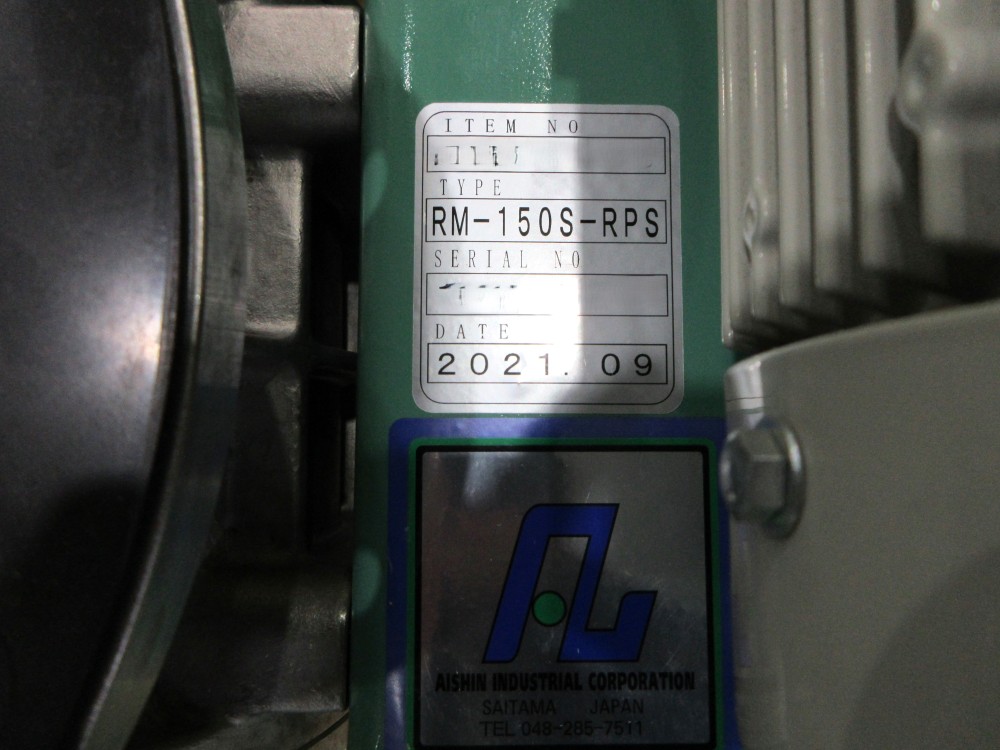 ITEM NO
TYPE
RM-150S-RPS
SERIAL NO
DATE
2021. 09
AISHIN INDUSTRIAL CORPORATION
SAITAMA JAPAN
TEL 048-285-7511